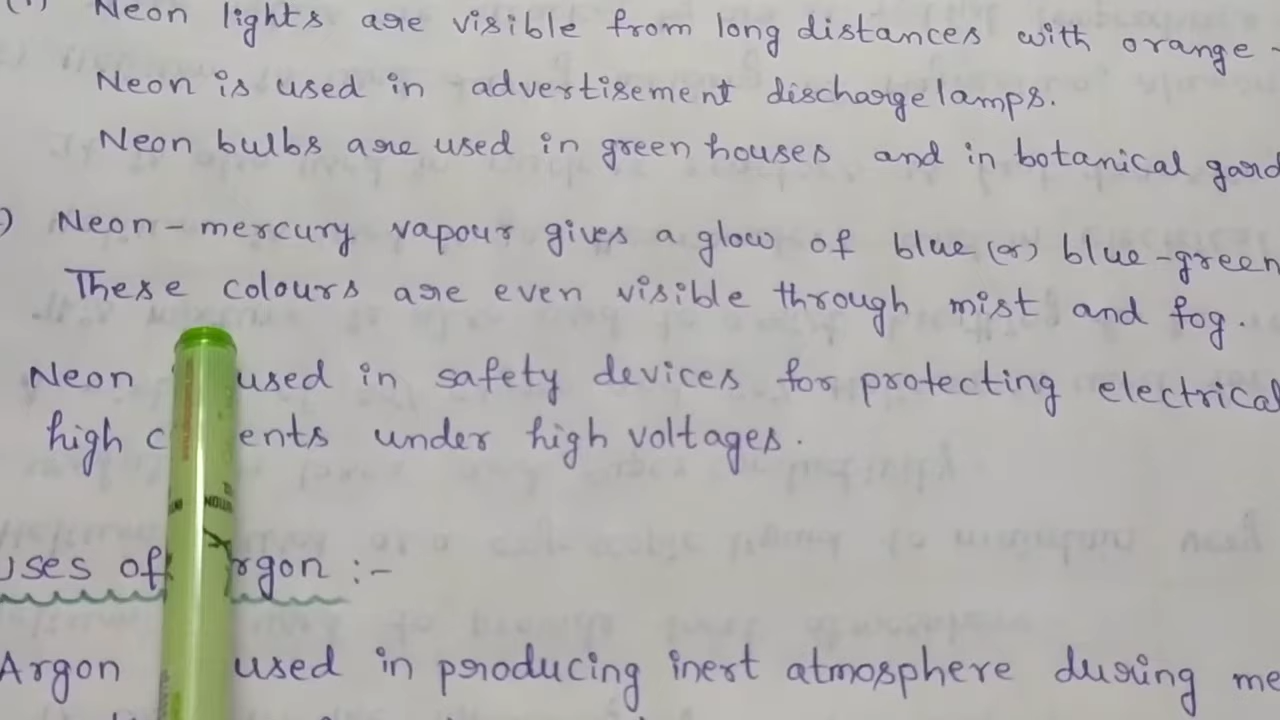 Neon lights are visible from long distances with orange-
Neon is used in advertisement discharge lamps.
Neon bulbs are used in green houses and in botanical gard
) Neon-mercury vapour gives a glow of blue (or) blue-green
These colours are even visible through mist and fog.
Neon used in safety devices for protecting electrical
high c ents under high voltages.
uses of rgon :-
Argon used in producing inert atmosphere during me